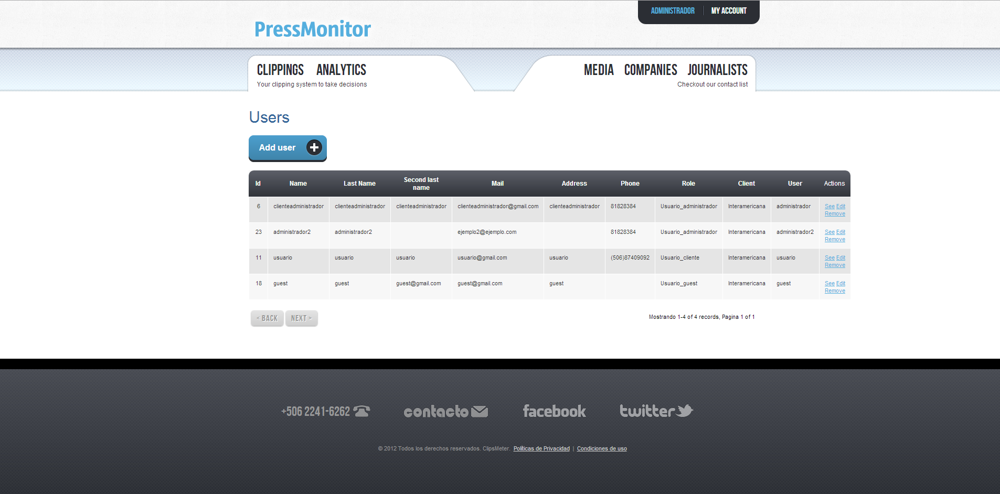 ADMINISTRADOR MY ACCOUNT
PressMonitor
CLIPPINGS ANALYTICS MEDIA COMPANIES JOURNALISTS
Your clipping system to take decisions Checkout our contact list
Users
Add user
Id Name Last Name Second last name Mail Address Phone Role Client User Actions
6 clienteadministrador clienteadministrador clienteadministrador clienteadministrador@gmail.com clienteadministrador 81828384 Usuario_administrador Interamericana administrador See Edit
Remove
23 administrador2 administrador2 ejemplo2@ejemplo.com 81828384 Usuario_administrador Interamericana administrador2 See Edit
Remove
11 usuario usuario usuario usuario@gmail.com usuario (506)87409092 Usuario_cliente Interamericana usuario See Edit
Remove
18 guest guest guest@gmail.com guest@gmail.com guest Usuario_guest Interamericana guest See Edit
Remove
< BACK NEXT > Mostrando 1-4 of 4 records, Pagina 1 of 1
+506 2241-6262 contacto facebook twitter
© 2012 Todos los derechos reservados. ClipsMeter. Políticas de Privacidad | Condiciones de uso